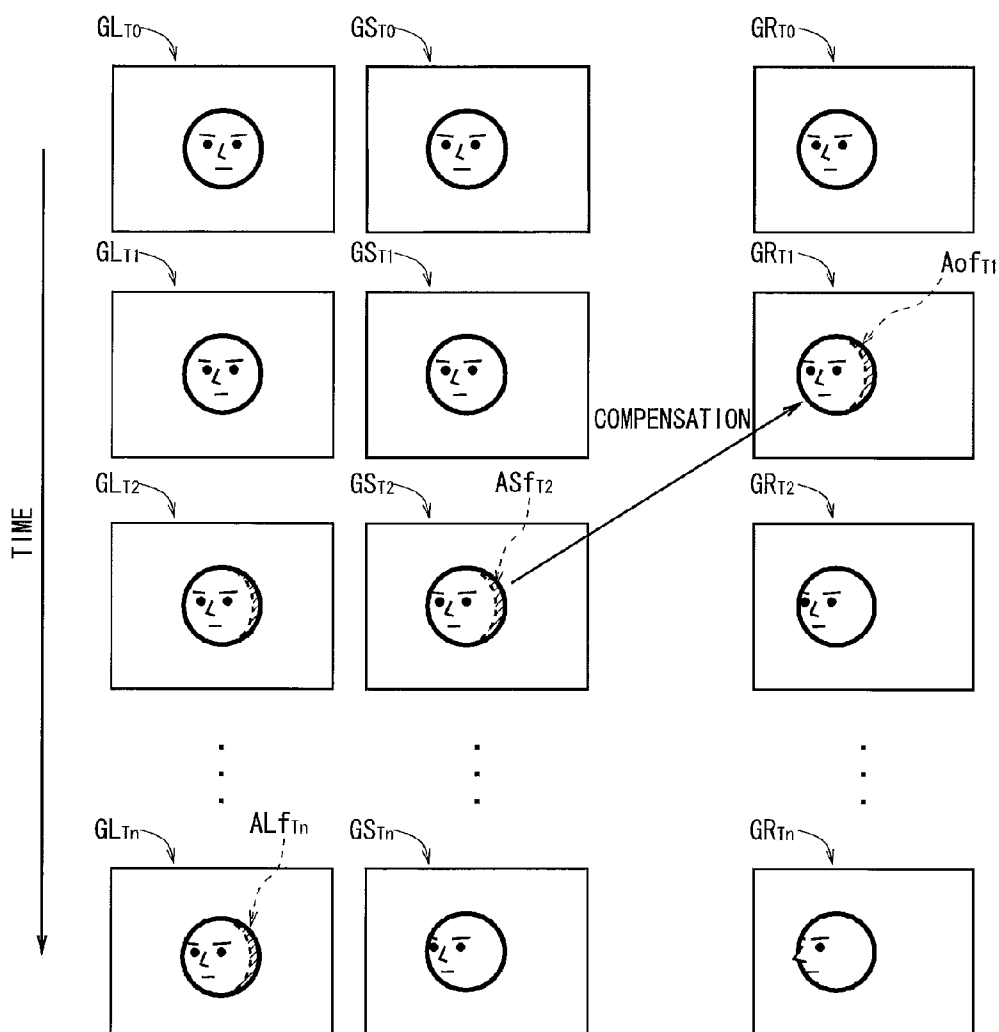 GLT0 GST0 GRT0
GLT1 GST1 GRT1 AofT1
COMPENSATION
GLT2 GST2 ASfT2 GRT2
TIME
GLTn ALfTn GSTn GRTn